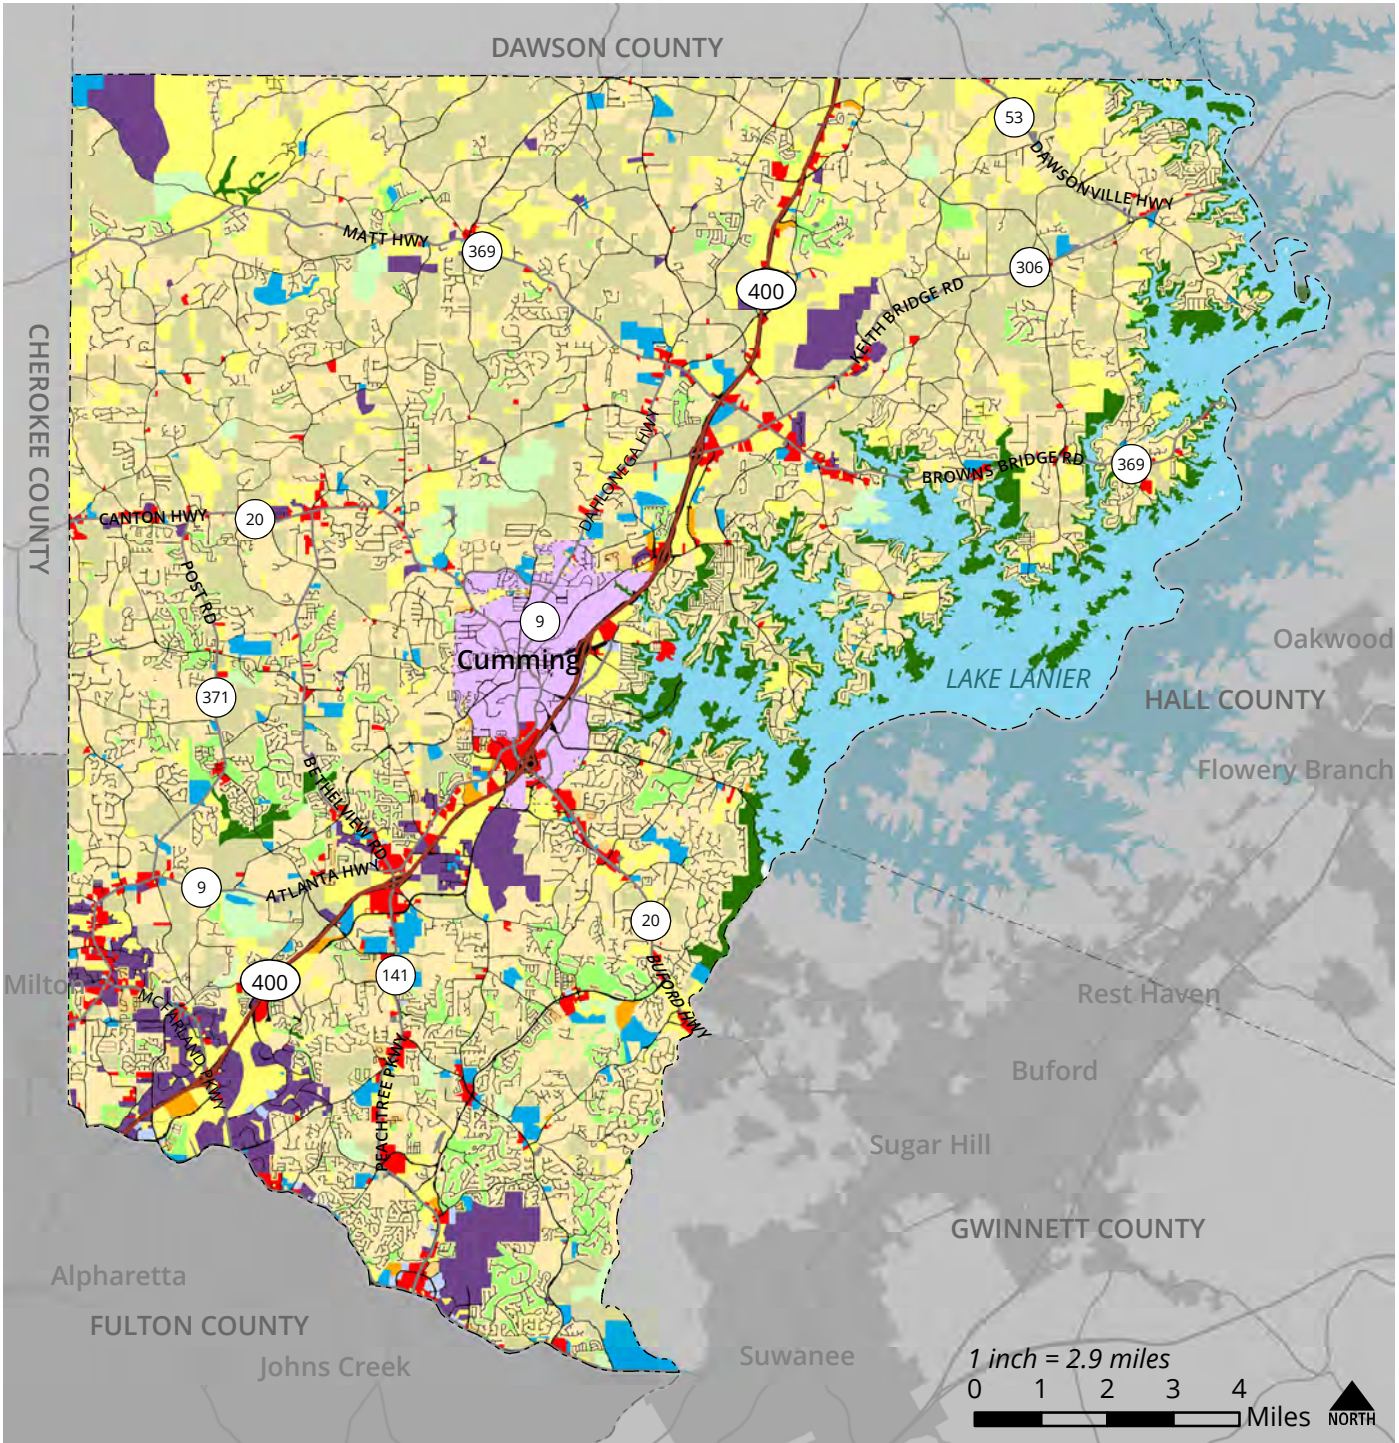 DAWSON COUNTY
53
DAWSONVILLE HWY
MATT HWY
369
306
400
KEITH BRIDGE RD
CHEROKEE COUNTY
DAHLONEGA HWY
BROWNS BRIDGE RD
369
CANTON HWY
20
POST RD
9
Cumming
Oakwood
LAKE LANIER
HALL COUNTY
371
Flowery Branch
BETHELVIEW RD
ATLANTA HWY
9
20
400
141
Milton
BUFORD HWY
Rest Haven
MCFARLAND PKWY
PEACHTREE PKWY
Buford
Sugar Hill
GWINNETT COUNTY
Alpharetta
FULTON COUNTY
Johns Creek
Suwanee
1 inch = 2.9 miles
0 1 2 3 4
Miles
NORTH